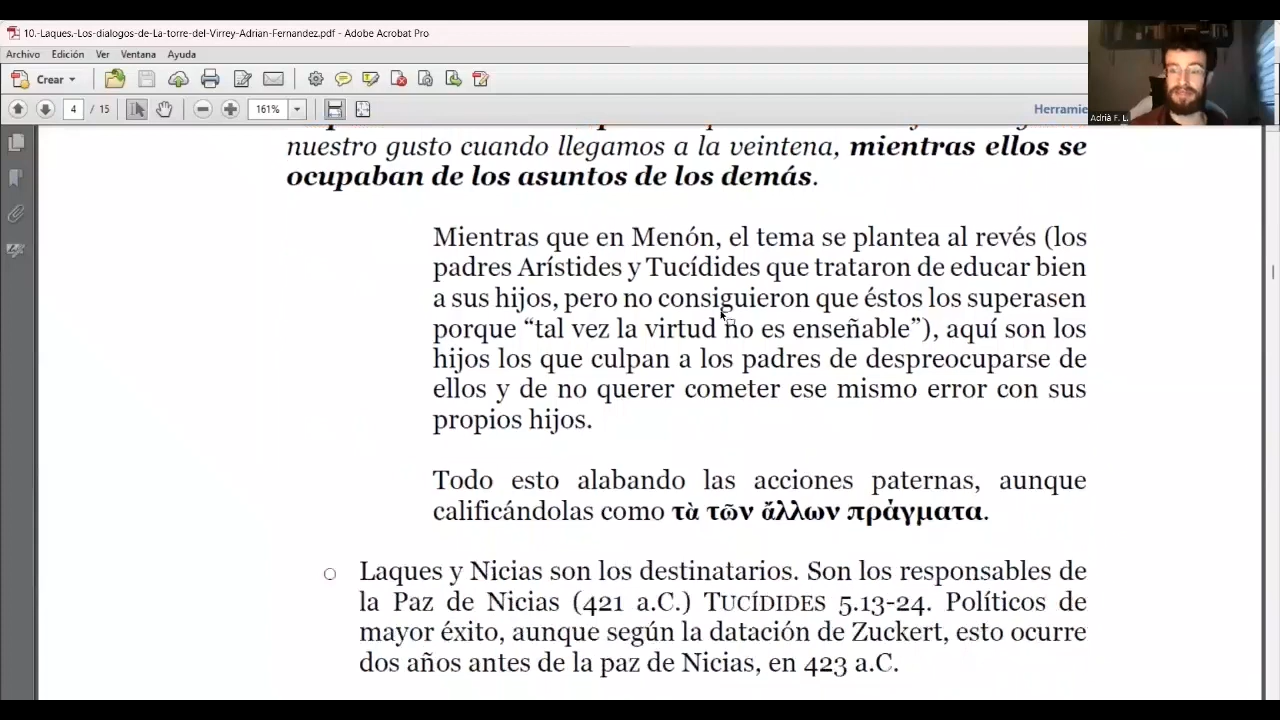 10.-Laques.-Los-dialogos-de-La-torre-del-Virrey-Adrian-Fernandez.pdf - Adobe Acrobat Pro
Archivo Edición Ver Ventana Ayuda
Crear
4 / 15 161% Herramie
Adrià F. L.
nuestro gusto cuando llegamos a la veintena, mientras ellos se
ocupaban de los asuntos de los demás.
Mientras que en Menón, el tema se plantea al revés (los
padres Arístides y Tucídides que trataron de educar bien
a sus hijos, pero no consiguieron que éstos los superasen
porque “tal vez la virtud no es enseñable”), aquí son los
hijos los que culpan a los padres de despreocuparse de
ellos y de no querer cometer ese mismo error con sus
propios hijos.
Todo esto alabando las acciones paternas, aunque
calificándolas como τὰ τῶν ἄλλων πρἀγματα.
○ Laques y Nicias son los destinatarios. Son los responsables de
la Paz de Nicias (421 a.C.) TUCÍDIDES 5.13-24. Políticos de
mayor éxito, aunque según la datación de Zuckert, esto ocurre
dos años antes de la paz de Nicias, en 423 a.C.